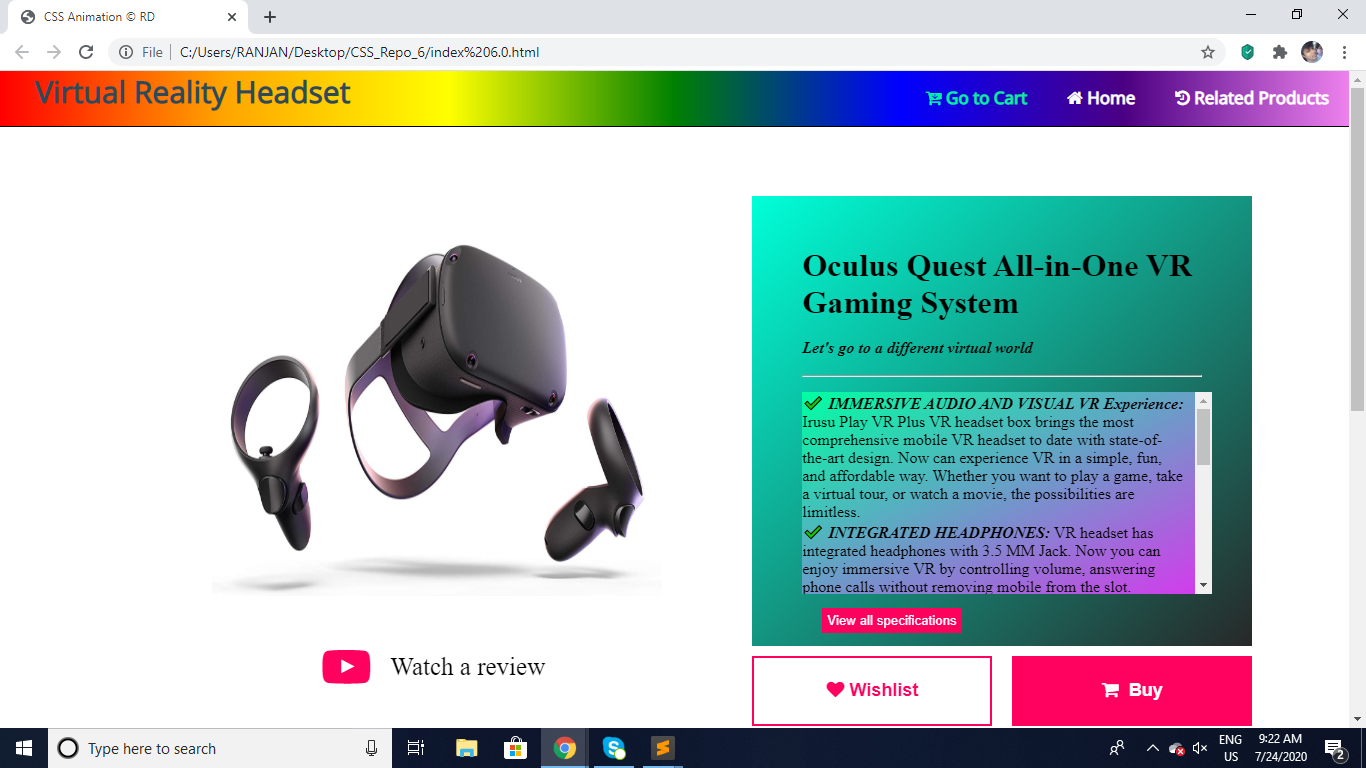 CSS Animation © RD
File
C:/Users/RANJAN/Desktop/CSS_Repo_6/index%206.0.html
Virtual Reality Headset
Go to Cart
Home
Related Products
Oculus Quest All-in-One VR
Gaming System
Let's go to a different virtual world
IMMERSIVE AUDIO AND VISUAL VR Experience:
Irusu Play VR Plus VR headset box brings the most
comprehensive mobile VR headset to date with state-of-
the-art design. Now can experience VR in a simple, fun,
and affordable way. Whether you want to play a game, take
a virtual tour, or watch a movie, the possibilities are
limitless.
INTEGRATED HEADPHONES: VR headset has
integrated headphones with 3.5 MM Jack. Now you can
enjoy immersive VR by controlling volume, answering
phone calls without removing mobile from the slot.
View all specifications
Watch a review
Wishlist
Buy
Type here to search
ENG
US
9:22 AM
7/24/2020
2